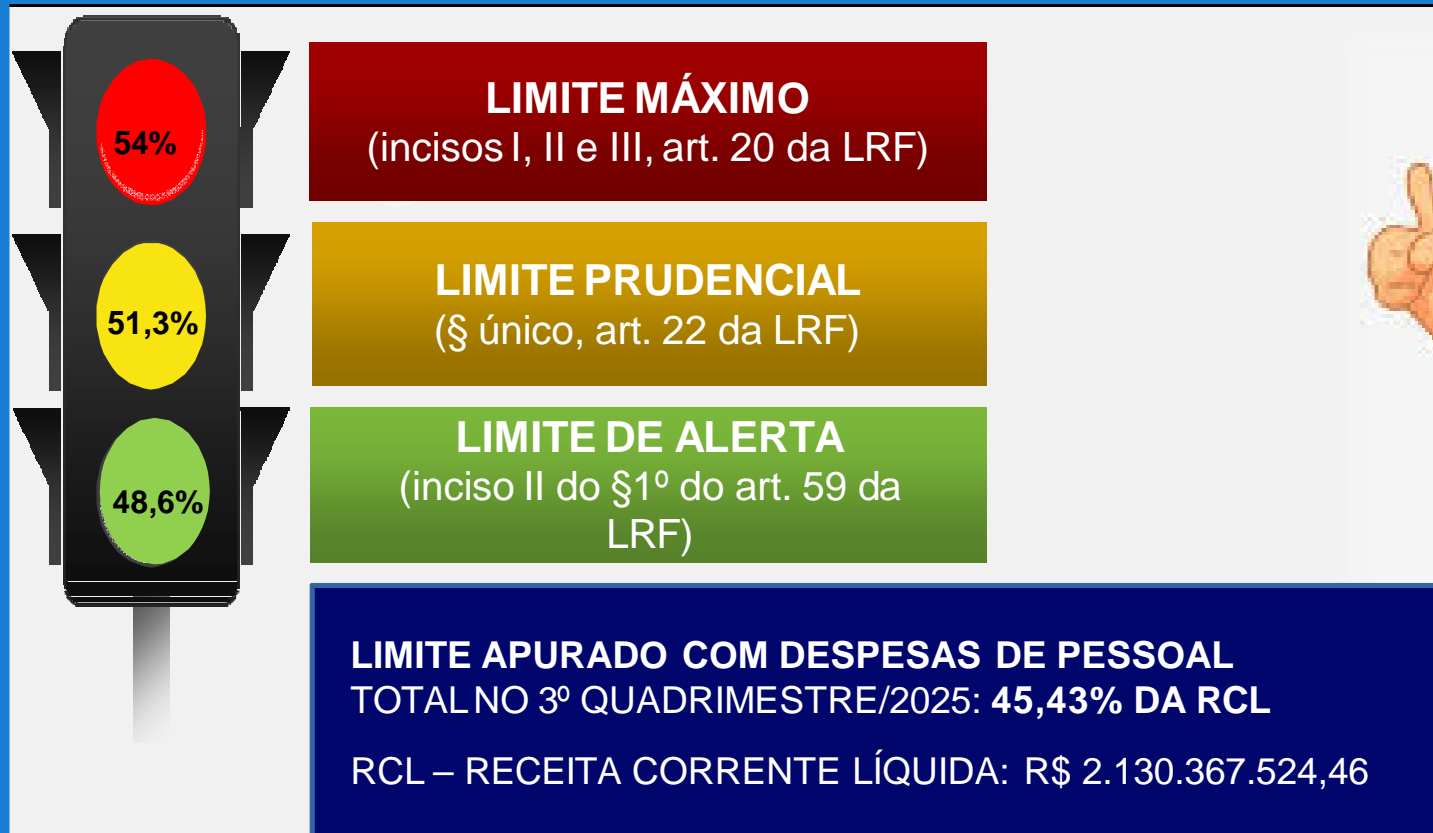 54%
LIMITE MÁXIMO
(incisos I, II e III, art. 20 da LRF)
51,3%
LIMITE PRUDENCIAL
(§ único, art. 22 da LRF)
48,6%
LIMITE DE ALERTA
(inciso II do §1º do art. 59 da
LRF)
LIMITE APURADO COM DESPESAS DE PESSOAL
TOTAL NO 3º QUADRIMESTRE/2025: 45,43% DA RCL
RCL – RECEITA CORRENTE LÍQUIDA: R$ 2.130.367.524,46